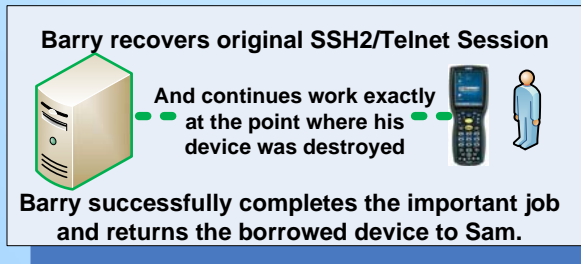 Barry recovers original SSH2/Telnet Session
And continues work exactly
at the point where his
device was destroyed
Barry successfully completes the important job
and returns the borrowed device to Sam.